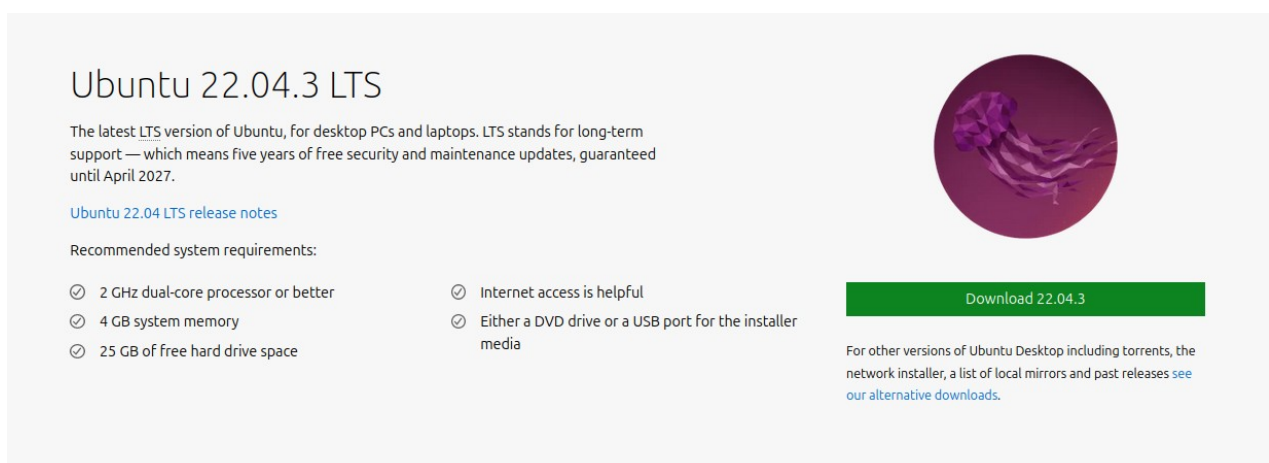 Ubuntu 22.04.3 LTS
The latest LTS version of Ubuntu, for desktop PCs and laptops. LTS stands for long-term
support — which means five years of free security and maintenance updates, guaranteed
until April 2027.
Ubuntu 22.04 LTS release notes
Recommended system requirements:
2 GHz dual-core processor or better
4 GB system memory
25 GB of free hard drive space
Internet access is helpful
Either a DVD drive or a USB port for the installer
media
Download 22.04.3
For other versions of Ubuntu Desktop including torrents, the
network installer, a list of local mirrors and past releases see
our alternative downloads.